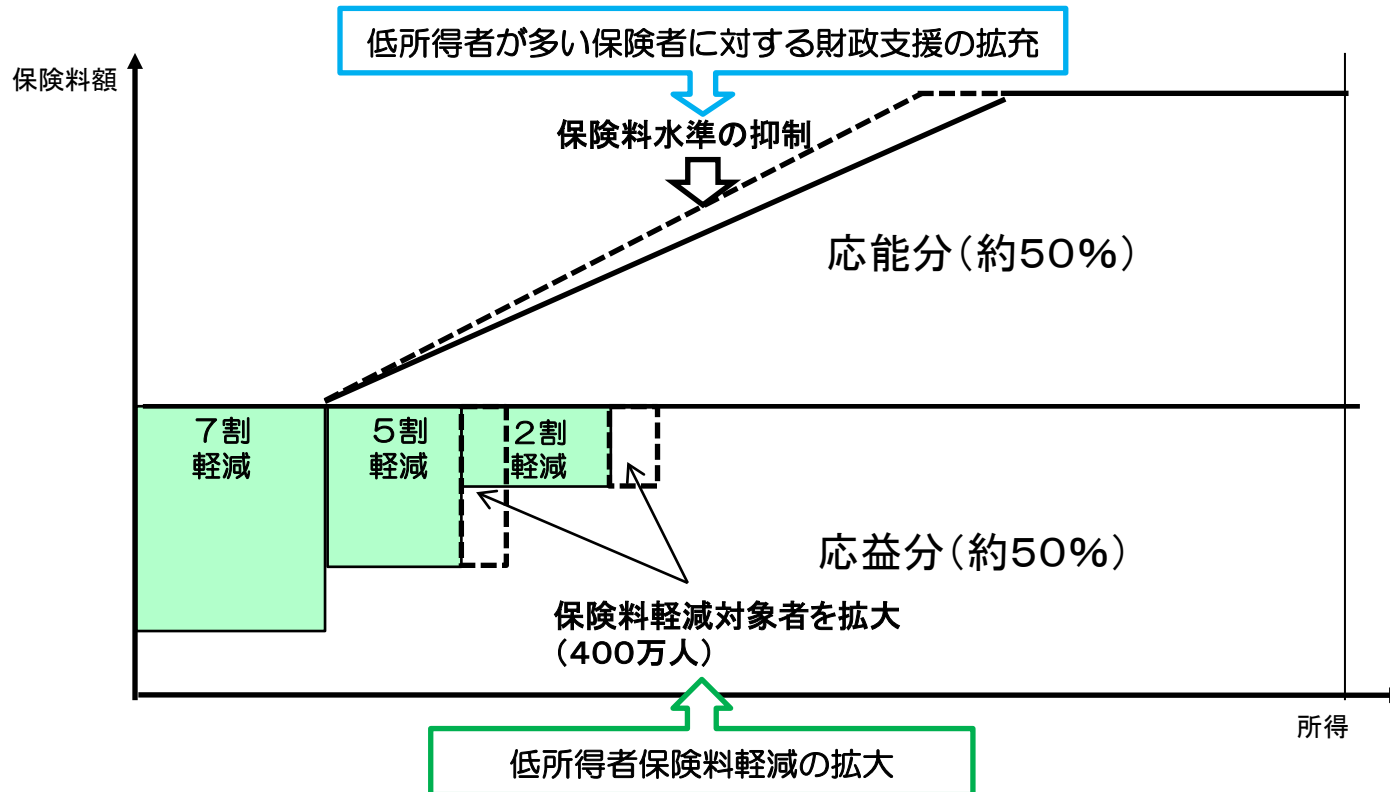 低所得者が多い保険者に対する財政支援の拡充
保険料額
保険料水準の抑制
応能分（約50%）
７割
軽減
５割
軽減
２割
軽減
応益分（約50%）
保険料軽減対象者を拡大
（400万人）
所得
低所得者保険料軽減の拡大